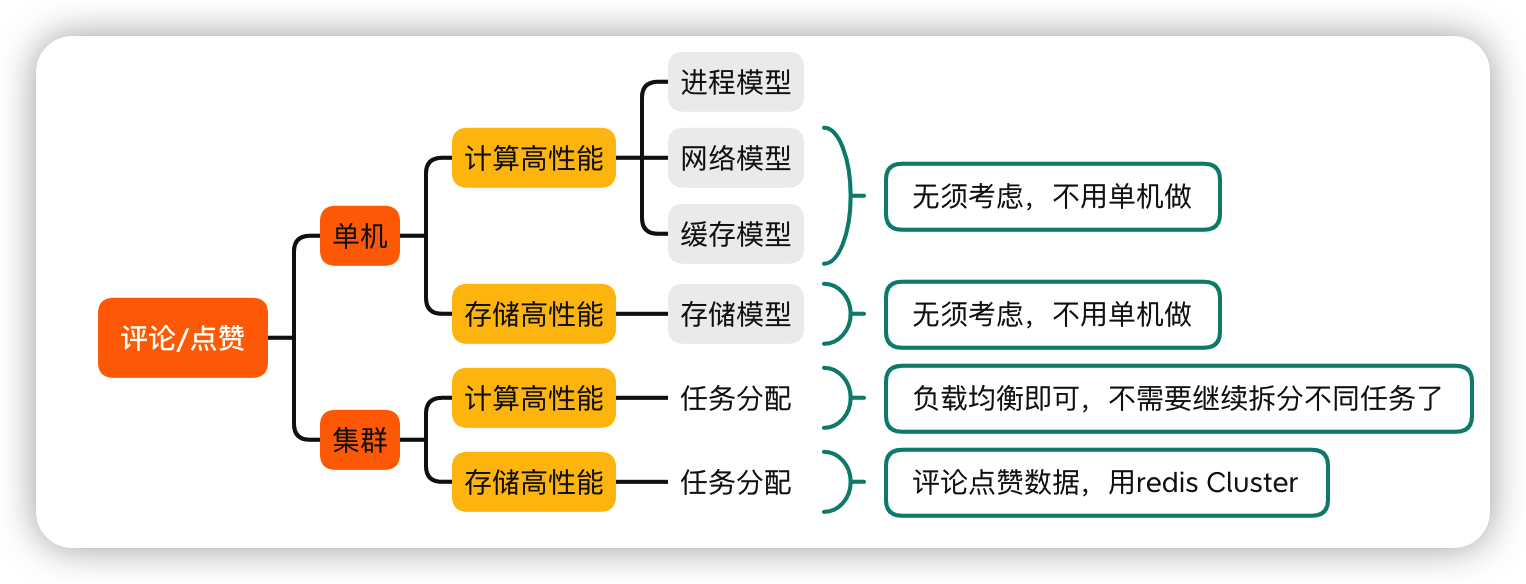 评论/点赞
单机
计算高性能
进程模型
网络模型
缓存模型
无须考虑，不用单机做
存储高性能
存储模型
无须考虑，不用单机做
集群
计算高性能
任务分配
负载均衡即可，不需要继续拆分不同任务了
存储高性能
任务分配
评论点赞数据，用redis Cluster